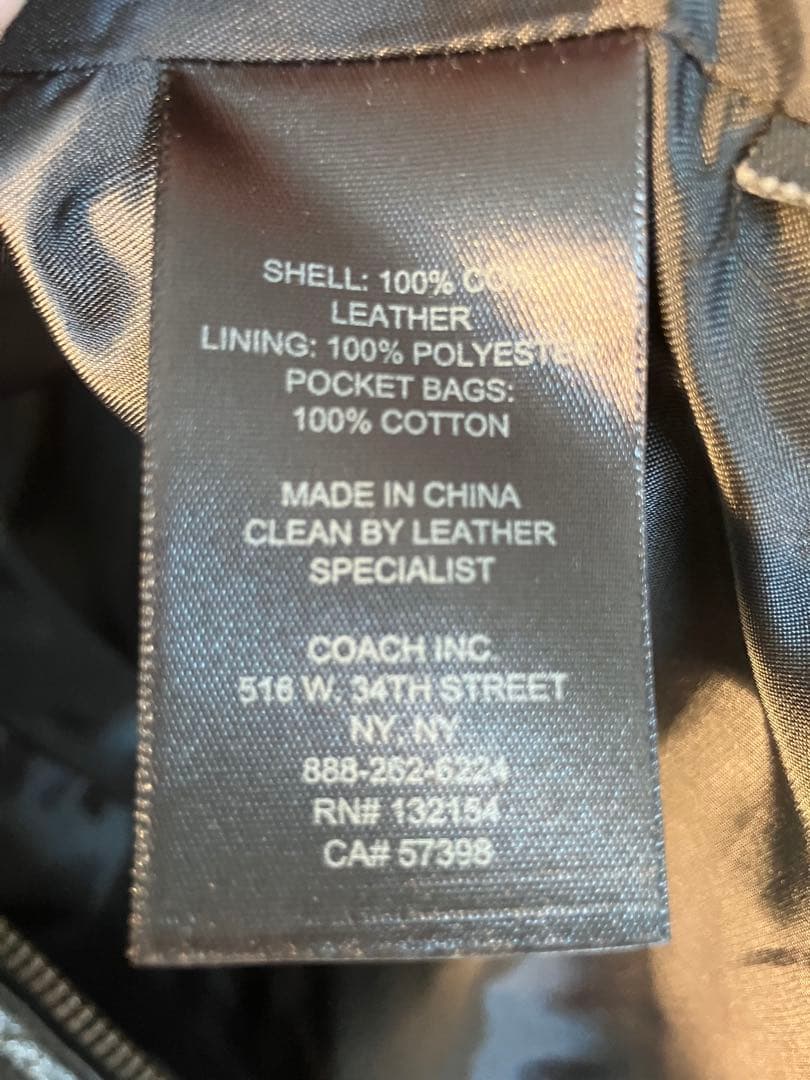 SHELL: 100% COW
LEATHER
LINING: 100% POLYESTER
POCKET BAGS:
100% COTTON
MADE IN CHINA
CLEAN BY LEATHER
SPECIALIST
COACH INC.
516 W. 34TH STREET
NY, NY
888-262-6224
RN# 132154
CA# 57398